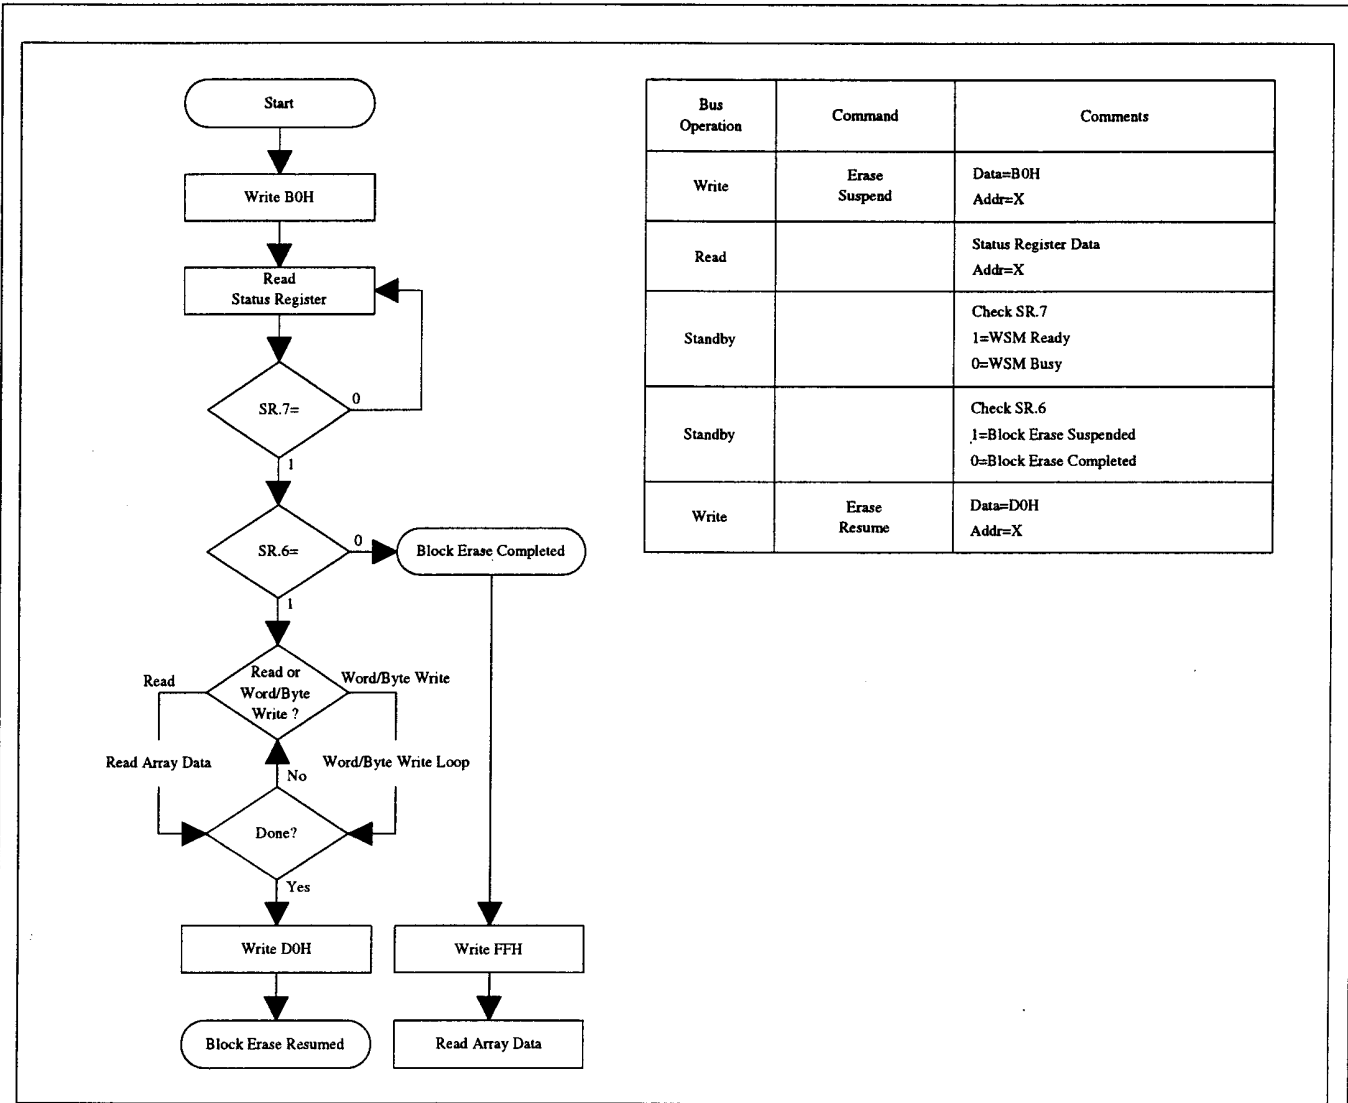 Start
Write B0H
Read
Status Register
SR.7=
0
1
SR.6=
0
Block Erase Completed
1
Read or
Word/Byte
Write ?
Read
Word/Byte Write
Read Array Data
Word/Byte Write Loop
No
Done?
Yes
Write D0H
Write FFH
Block Erase Resumed
Read Array Data
Bus
Operation
Command
Comments
Write
Erase
Suspend
Data=B0H
Addr=X
Read
Status Register Data
Addr=X
Standby
Check SR.7
1=WSM Ready
0=WSM Busy
Standby
Check SR.6
1=Block Erase Suspended
0=Block Erase Completed
Write
Erase
Resume
Data=D0H
Addr=X